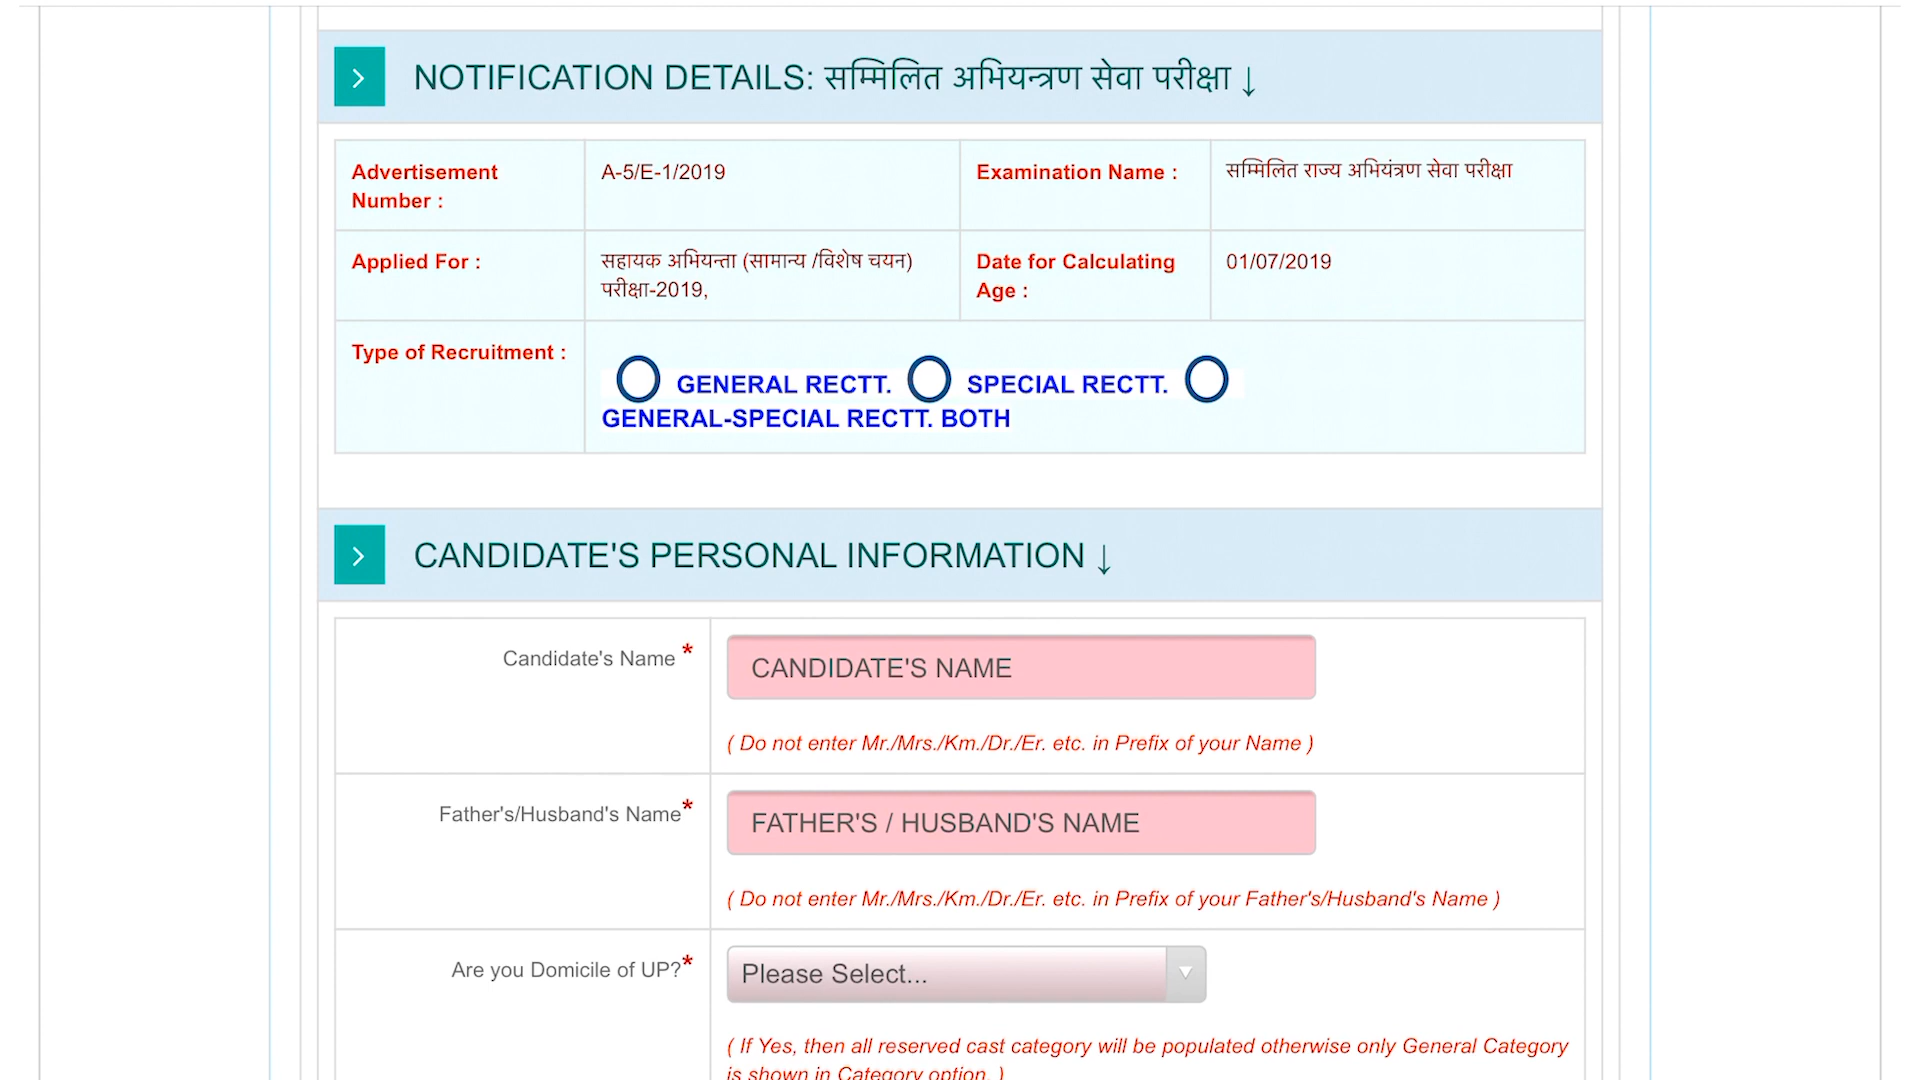 NOTIFICATION DETAILS: सम्मिलित अभियन्त्रण सेवा परीक्षा ↓
Advertisement
Number :
A-5/E-1/2019
Examination Name :
सम्मिलित राज्य अभियंत्रण सेवा परीक्षा
Applied For :
सहायक अभियन्ता (सामान्य /विशेष चयन)
परीक्षा-2019,
Date for Calculating
Age :
01/07/2019
Type of Recruitment :
GENERAL RECTT. SPECIAL RECTT.
GENERAL-SPECIAL RECTT. BOTH
CANDIDATE'S PERSONAL INFORMATION ↓
Candidate's Name *
CANDIDATE'S NAME
( Do not enter Mr./Mrs./Km./Dr./Er. etc. in Prefix of your Name )
Father's/Husband's Name*
FATHER'S / HUSBAND'S NAME
( Do not enter Mr./Mrs./Km./Dr./Er. etc. in Prefix of your Father's/Husband's Name )
Are you Domicile of UP?*
Please Select...
( If Yes, then all reserved cast category will be populated otherwise only General Category
is shown in Category option. )